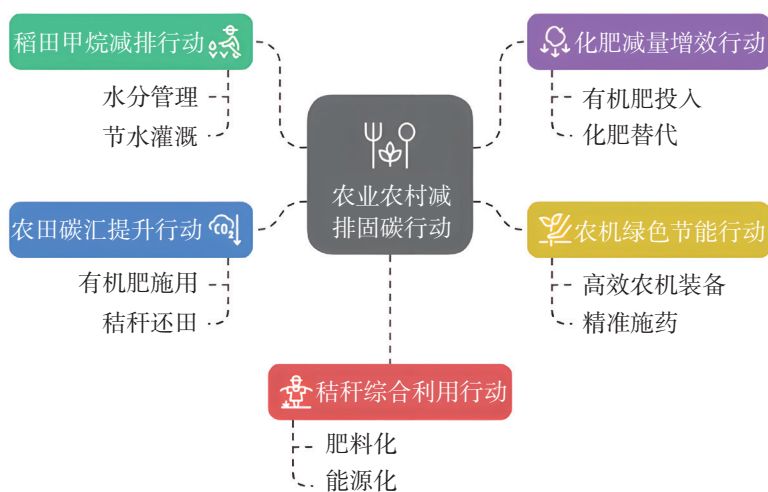 稻田甲烷减排行动
水分管理
节水灌溉
化肥减量增效行动
有机肥投入
化肥替代
农业农村减
排固碳行动
农田碳汇提升行动
CO₂
有机肥施用
秸秆还田
农机绿色节能行动
高效农机装备
精准施药
秸秆综合利用行动
肥料化
能源化